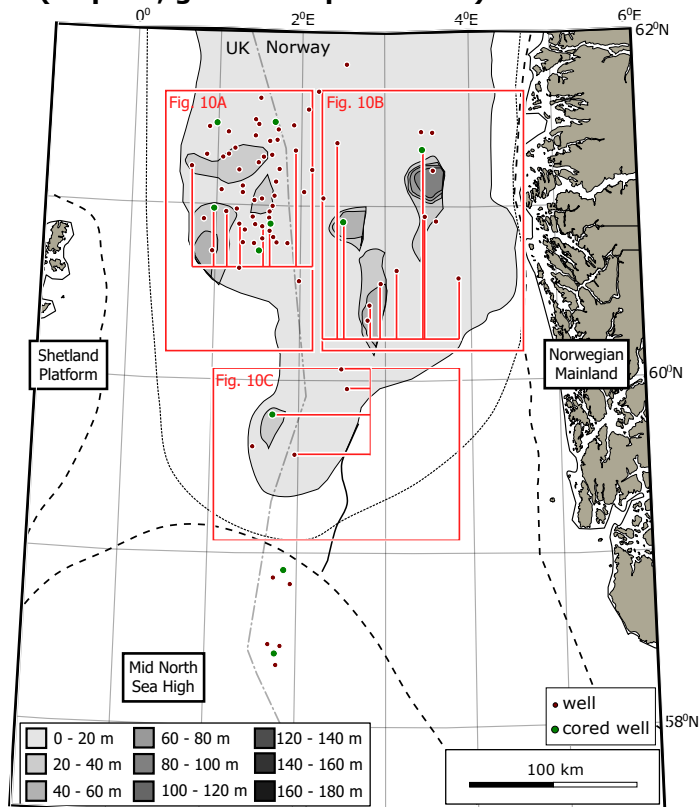 0⁰ 2⁰E 4⁰E 6⁰E
62⁰N
UK Norway
Fig. 10A
Fig. 10B
Shetland
Platform
Norwegian
Mainland
60⁰N
Fig. 10C
Mid North
Sea High
well
cored well
58⁰N
0 - 20 m
20 - 40 m
40 - 60 m
60 - 80 m
80 - 100 m
100 - 120 m
120 - 140 m
140 - 160 m
160 - 180 m
100 km